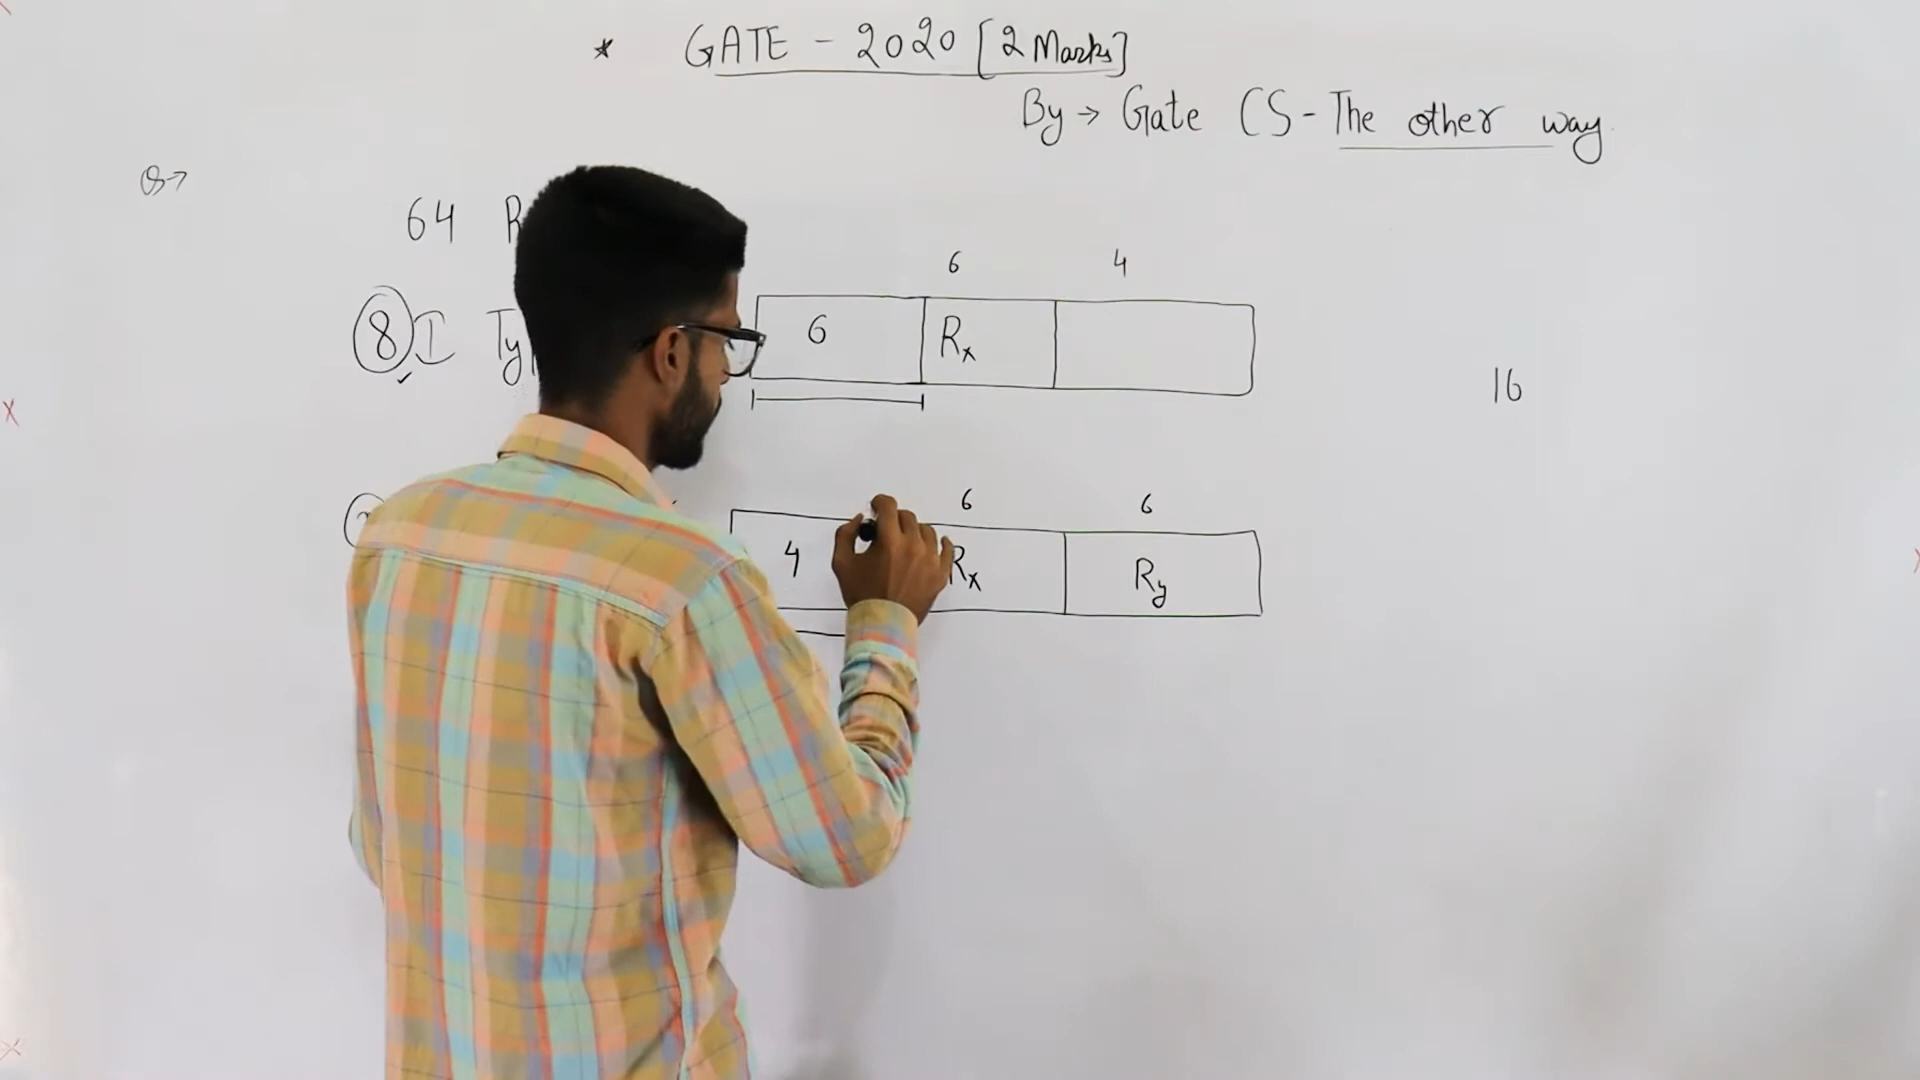 * GATE - 2020 [2 Marks]
By → Gate CS - The other way.
Q→
64 R
6 4
8 I Typ
6 Rx
16
6 6
4 Rx Ry